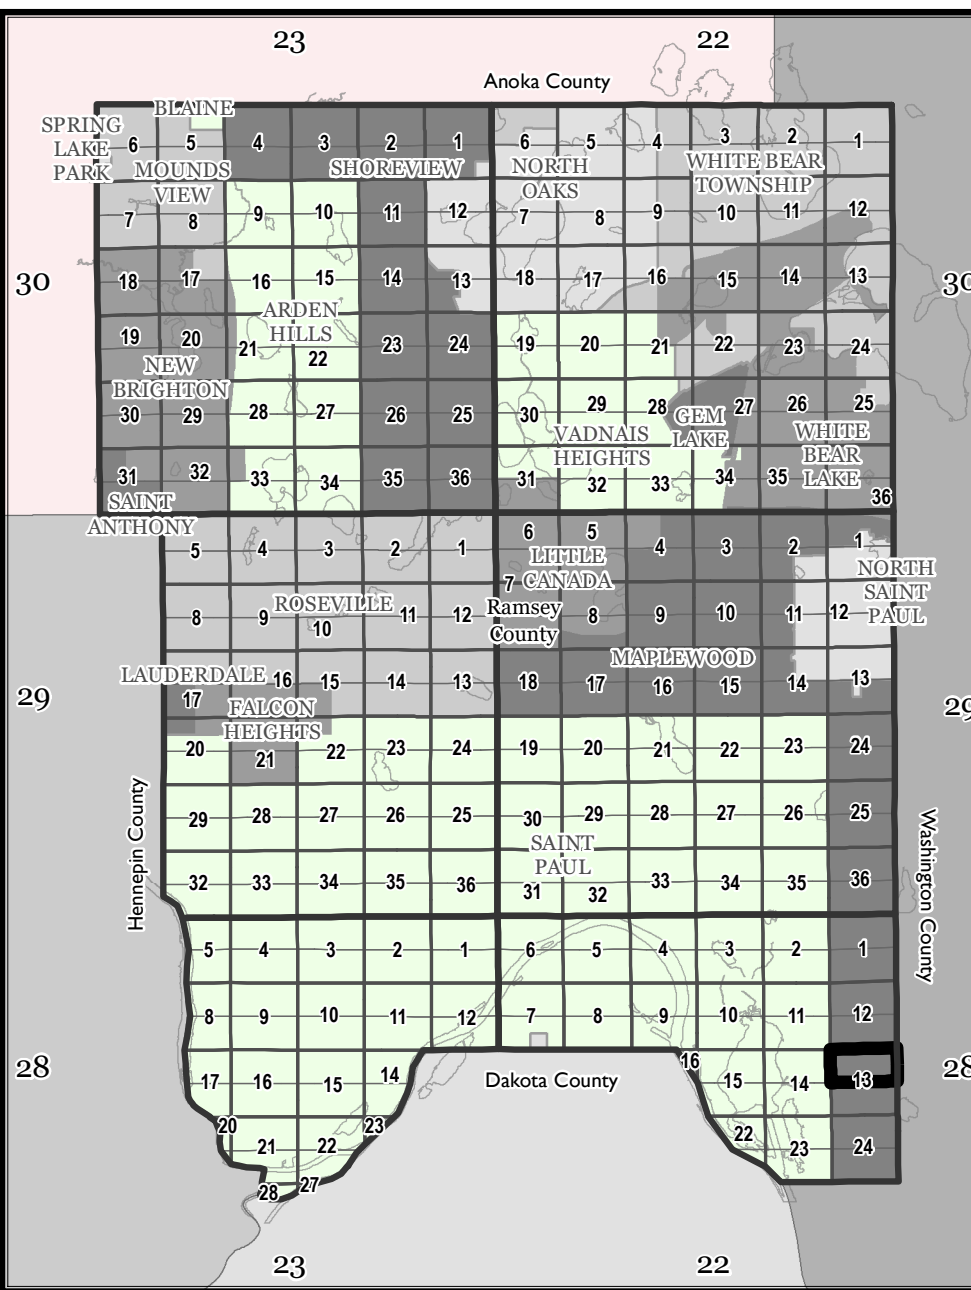 23 22
Anoka County
BLAINE
SPRING
LAKE
PARK
6 5 4 3 2 1 6 5 4 3 2 1
MOUNDS
VIEW
SHOREVIEW
NORTH
OAKS
WHITE BEAR
TOWNSHIP
7 8 9 10 11 12 7 8 9 10 11 12
30 18 17 16 15 14 13 18 17 16 15 14 13 30
ARDEN
HILLS
19 20 21 22 23 24 19 20 21 22 23 24
NEW
BRIGHTON
30 29 28 27 26 25 30 29 28 27 26 25
GEM
LAKE
VADNAIS
HEIGHTS
WHITE
BEAR
LAKE
31 32 33 34 35 36 31 32 33 34 35 36
SAINT
ANTHONY
5 4 3 2 1 6 5 4 3 2 1
LITTLE
CANADA
NORTH
SAINT
PAUL
ROSEVILLE
Ramsey
County
8 9 10 11 12 7 8 9 10 11 12
MAPLEWOOD
LAUDERDALE
29 17 16 15 14 13 18 17 16 15 14 13 29
FALCON
HEIGHTS
20 21 22 23 24 19 20 21 22 23 24
29 28 27 26 25 30 29 28 27 26 25
SAINT
PAUL
32 33 34 35 36 31 32 33 34 35 36
Hennepin County
Washington County
5 4 3 2 1 6 5 4 3 2 1
8 9 10 11 12 7 8 9 10 11 12
28 17 16 15 14 16 15 14 13 28
Dakota County
20 21 22 23 22 23 24
28 27
23 22